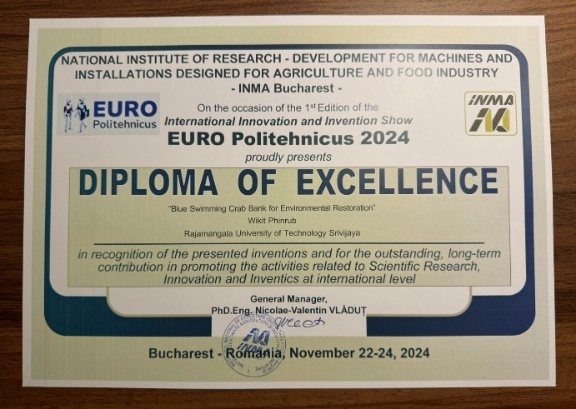 NATIONAL INSTITUTE OF RESEARCH - DEVELOPMENT FOR MACHINES AND
INSTALLATIONS DESIGNED FOR AGRICULTURE AND FOOD INDUSTRY
- INMA Bucharest -
EURO
Politehnicus
On the occasion of the 1st Edition of the
International Innovation and Invention Show
EURO Politehnicus 2024
proudly presents
INMA
DIPLOMA OF EXCELLENCE
"Blue Swimming Crab Bank for Environmental Restoration"
Wikit Phinrub
Rajamangala University of Technology Srivijaya
in recognition of the presented inventions and for the outstanding, long-term
contribution in promoting the activities related to Scientific Research,
Innovation and Inventics at international level
General Manager,
PhD.Eng. Nicolae-Valentin VLĂDUȚ
INMA
Bucharest - Romania, November 22-24, 2024